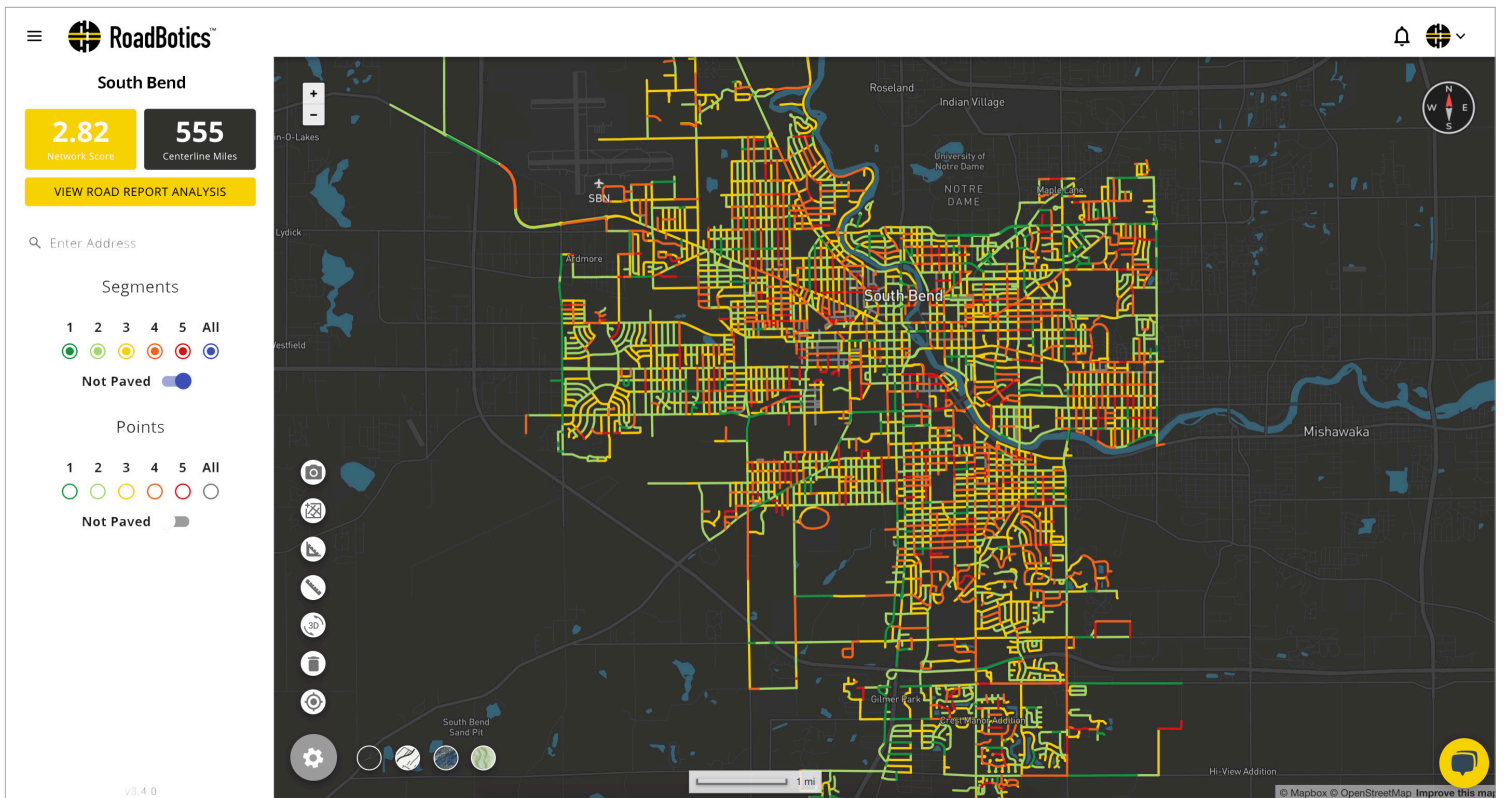 RoadBotics™
South Bend
2.82
Network Score
555
Centerline Miles
VIEW ROAD REPORT ANALYSIS
Enter Address
Segments
1 2 3 4 5 All
Not Paved
Points
1 2 3 4 5 All
Not Paved
v3.4.0
+
−
3D
n-O-Lakes
Lydick
Westfield
SBN
Ardmore
Roseland
Indian Village
University of
Notre Dame
NOTRE
DAME
Maple Lane
South Bend
Mishawaka
Gilmer Park
Crest Manor Addition
South Bend
Sand Pit
Hi-View Addition
N
W E
S
1 mi
© Mapbox © OpenStreetMap Improve this map